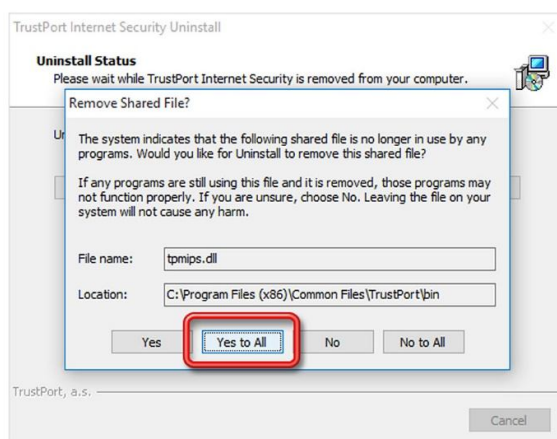 TrustPort Internet Security Uninstall
Uninstall Status
Please wait while TrustPort Internet Security is removed from your computer.
Remove Shared File?
The system indicates that the following shared file is no longer in use by any
programs. Would you like for Uninstall to remove this shared file?
If any programs are still using this file and it is removed, those programs may
not function properly. If you are unsure, choose No. Leaving the file on your
system will not cause any harm.
File name: tpmips.dll
Location: C:\Program Files (x86)\Common Files\TrustPort\bin
Yes Yes to All No No to All
TrustPort, a.s.
Cancel